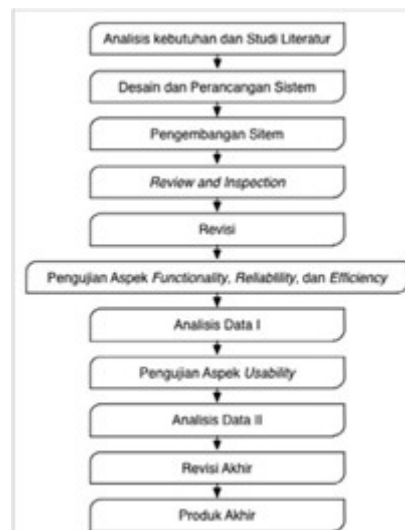 Analisis kebutuhan dan Studi Literatur
Desain dan Perancangan Sistem
Pengembangan Sitem
Review and Inspection
Revisi
Pengujian Aspek Functionality, Reliablility, dan Efficiency
Analisis Data I
Pengujian Aspek Usability
Analisis Data II
Revisi Akhir
Produk Akhir